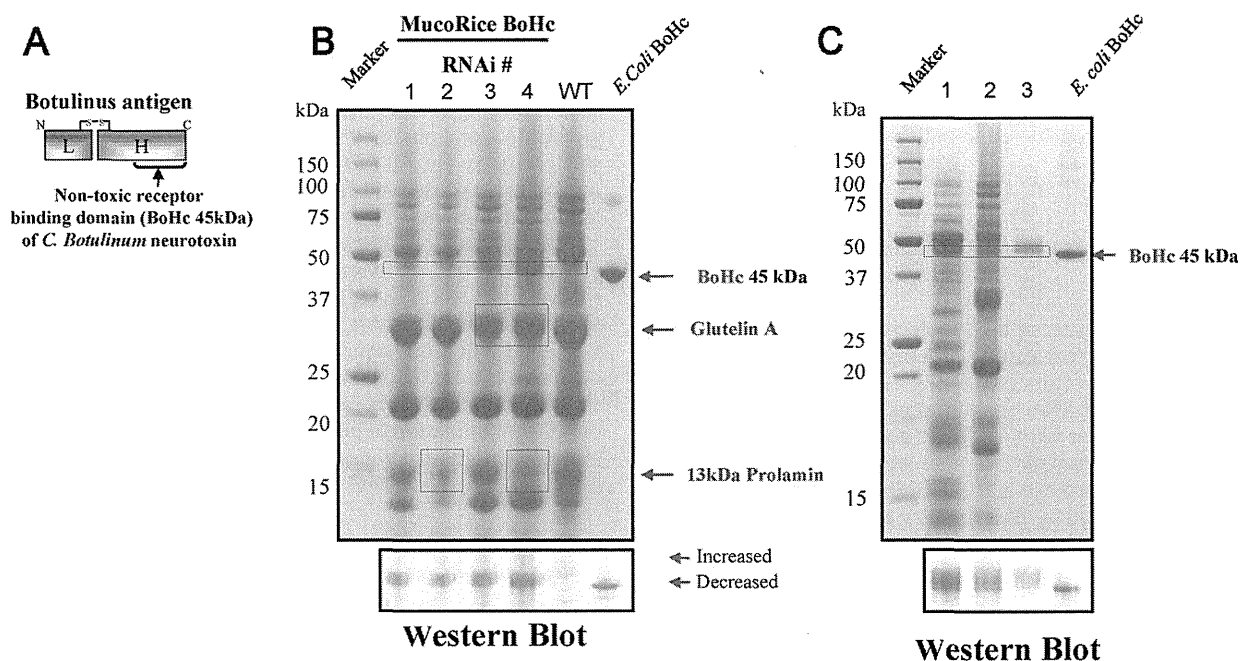 A
Botulinus antigen
N
S
S
C
L
H
Non-toxic receptor
binding domain (BoHc 45kDa)
of C. Botulinum neurotoxin
B
MucoRice BoHc
RNAi #
Marker
1 2 3 4 WT
E.Coli BoHc
kDa
150
100
75
50
37
25
20
15
BoHc 45 kDa
Glutelin A
13kDa Prolamin
Increased
Decreased
Western Blot
C
Marker
1 2 3
E. coli BoHc
kDa
150
100
75
50
37
25
20
15
BoHc 45 kDa
Western Blot